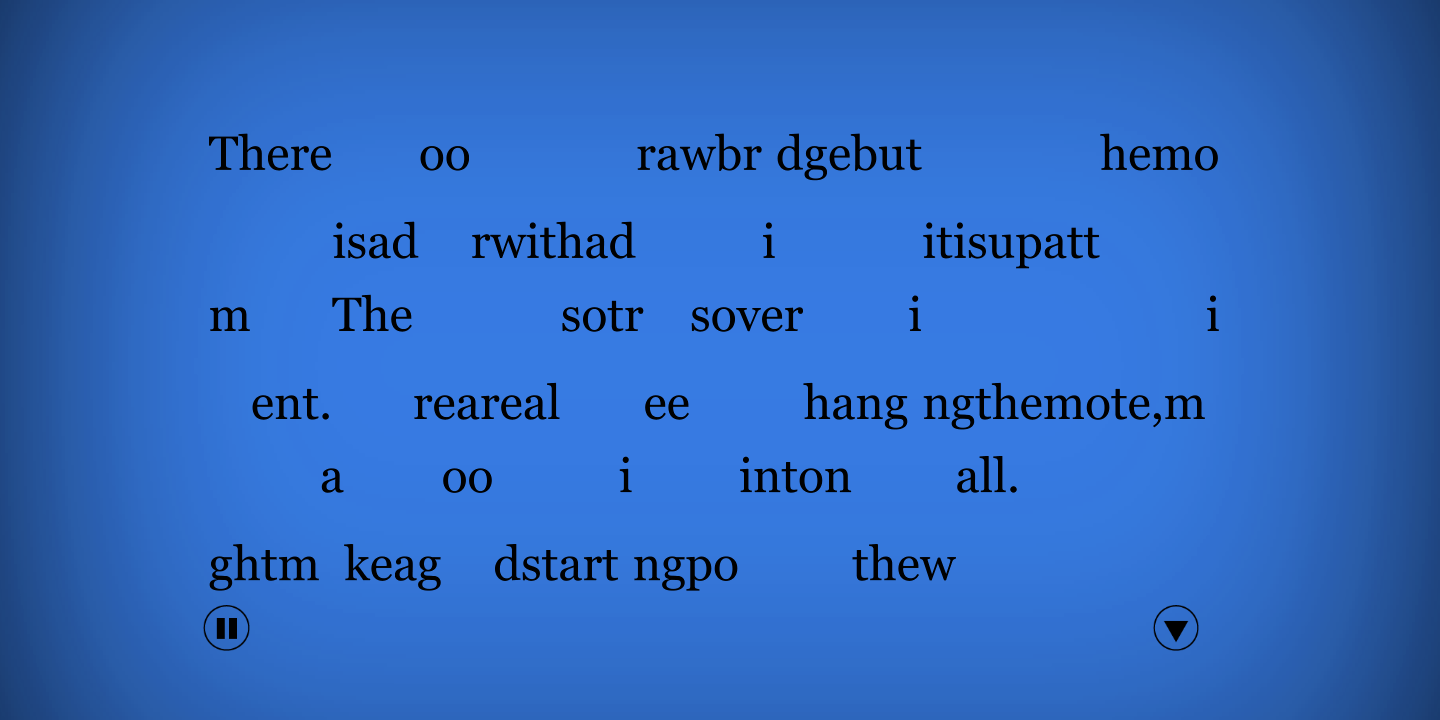 There oo rawbr dgebut hemo
isad rwithad i itisupatt
m The sotr sover i i
ent. reareal ee hang ngthemote,m
a oo i inton all.
ghtm keag dstart ngpo thew